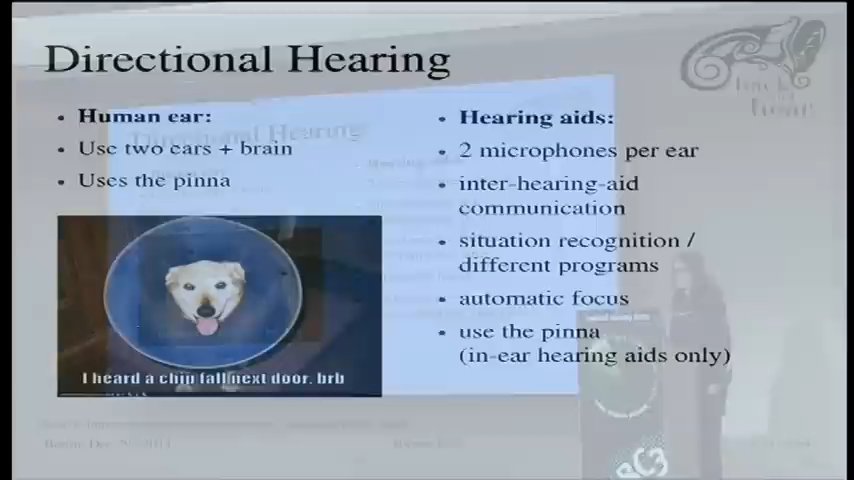 Directional Hearing
• Human ear:
• Use two ears + brain
• Uses the pinna
I heard a chip fall next door, brb
• Hearing aids:
• 2 microphones per ear
• inter-hearing-aid
communication
• situation recognition /
different programs
• automatic focus
• use the pinna
(in-ear hearing aids only)
Directional Hearing